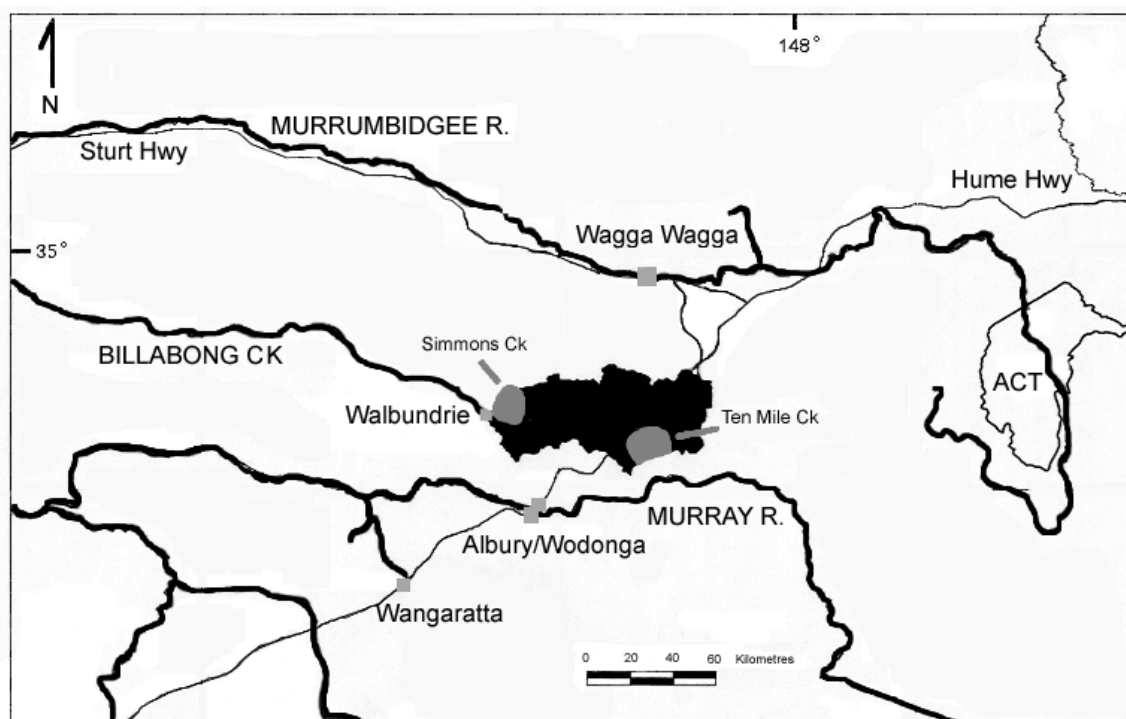 148°
N
MURRUMBIDGEE R.
Sturt Hwy
Hume Hwy
Wagga Wagga
35°
Simmons Ck
BILLABONG CK
ACT
Walbundrie
Ten Mile Ck
MURRAY R.
Albury/Wodonga
Wangaratta
0 20 40 60 Kilometres